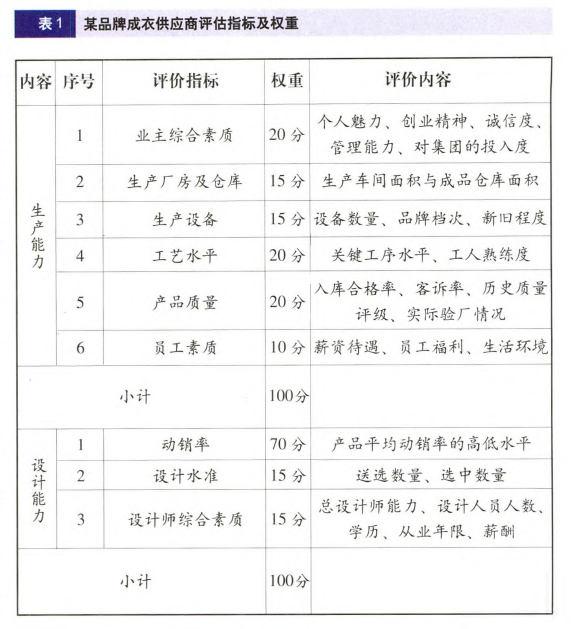 表1 某品牌成衣供应商评估指标及权重
内容 序号 评价指标 权重 评价内容
生产能力
1 业主综合素质 20分 个人魅力、创业精神、诚信度、
管理能力、对集团的投入度
2 生产厂房及仓库 15分 生产车间面积与成品仓库面积
3 生产设备 15分 设备数量、品牌档次、新旧程度
4 工艺水平 20分 关键工序水平、工人熟练度
5 产品质量 20分 入库合格率、客诉率、历史质量
评级、实际验厂情况
6 员工素质 10分 薪资待遇、员工福利、生活环境
小计 100分
设计能力
1 动销率 70分 产品平均动销率的高低水平
2 设计水准 15分 送选数量、选中数量
3 设计师综合素质 15分 总设计师能力、设计人员人数、
学历、从业年限、薪酬
小计 100分